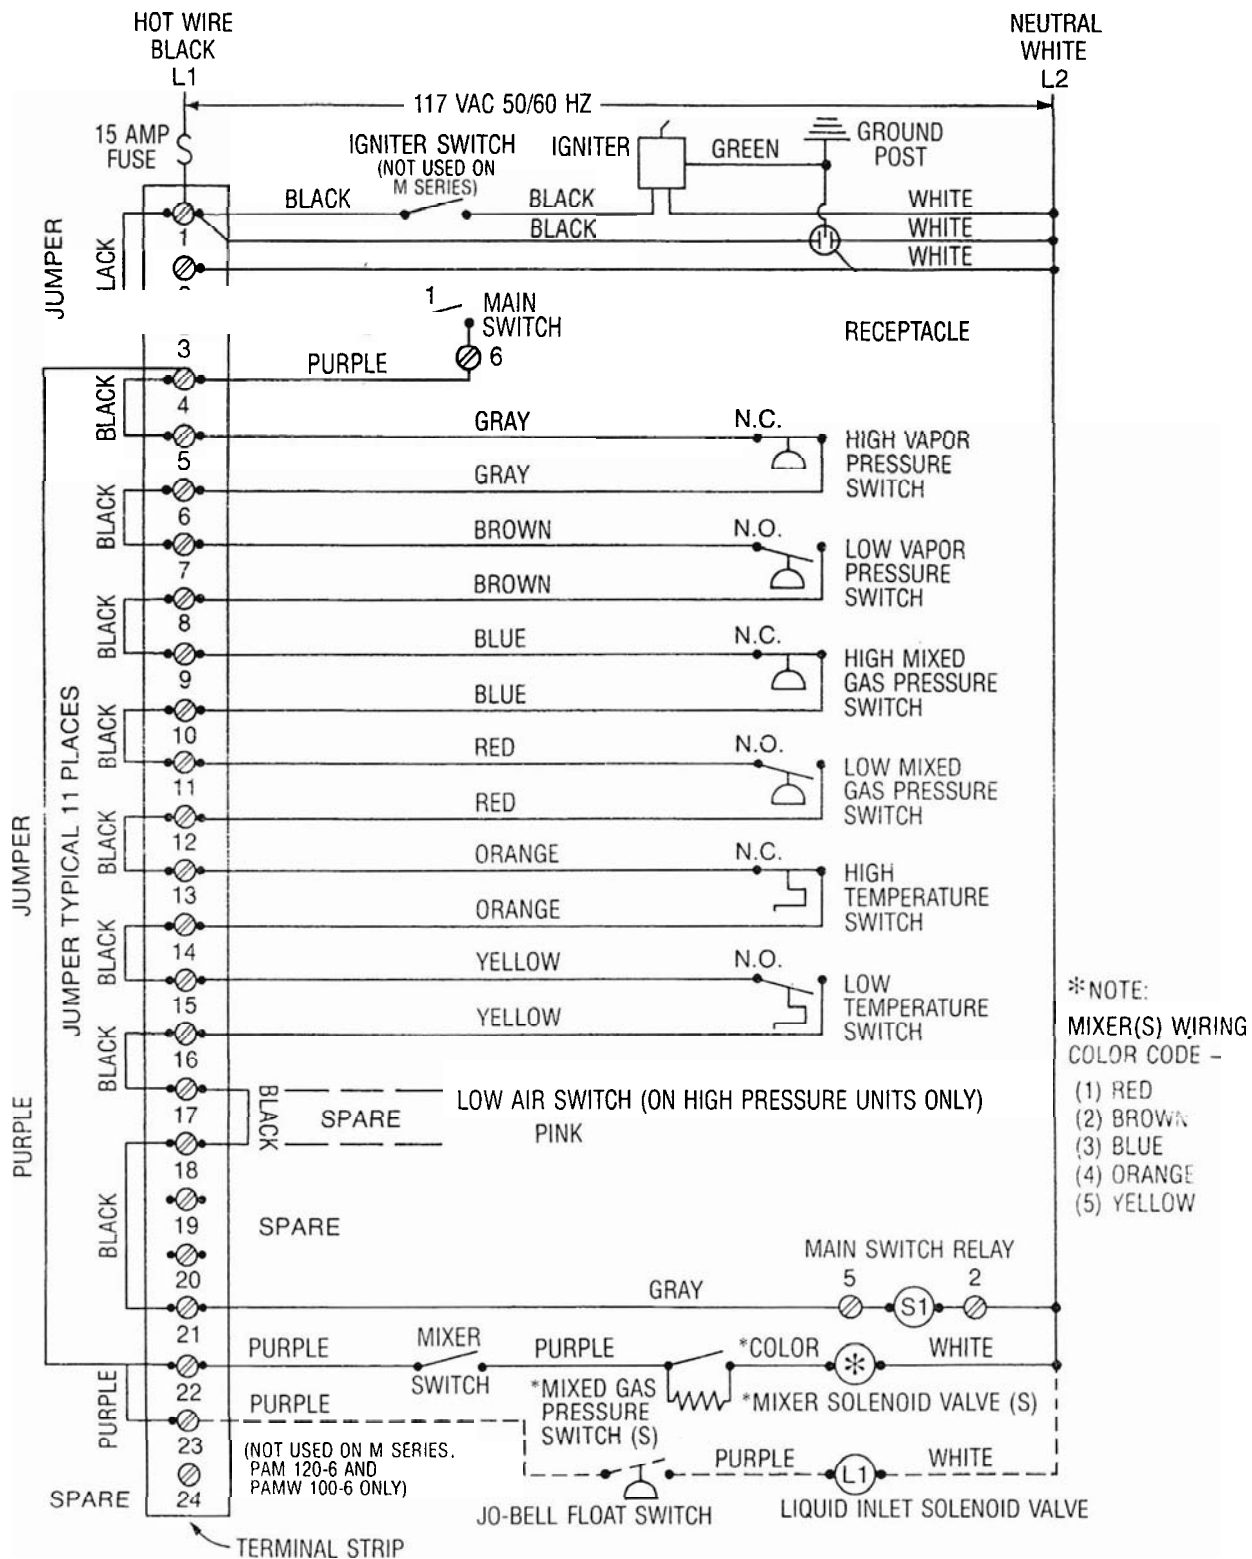 HOT WIRE
BLACK
L1
NEUTRAL
WHITE
L2
117 VAC 50/60 HZ
15 AMP
FUSE
IGNITER SWITCH
(NOT USED ON
M SERIES)
IGNITER
GREEN
GROUND
POST
BLACK
BLACK
WHITE
BLACK
WHITE
WHITE
JUMPER
LACK
1
1
MAIN
SWITCH
6
RECEPTACLE
3
PURPLE
BLACK
4
GRAY
N.C.
HIGH VAPOR
PRESSURE
SWITCH
5
GRAY
BLACK
6
BROWN
N.O.
LOW VAPOR
PRESSURE
SWITCH
7
BROWN
BLACK
8
BLUE
N.C.
HIGH MIXED
GAS PRESSURE
SWITCH
9
BLUE
BLACK
10
RED
N.O.
LOW MIXED
GAS PRESSURE
SWITCH
11
RED
BLACK
12
ORANGE
N.C.
HIGH
TEMPERATURE
SWITCH
13
ORANGE
BLACK
14
YELLOW
N.O.
LOW
TEMPERATURE
SWITCH
15
YELLOW
BLACK
16
JUMPER TYPICAL 11 PLACES
JUMPER
PURPLE
BLACK
SPARE
LOW AIR SWITCH (ON HIGH PRESSURE UNITS ONLY)
PINK
17
18
BLACK
19
SPARE
20
*NOTE:
MIXER(S) WIRING
COLOR CODE –
(1) RED
(2) BROWN
(3) BLUE
(4) ORANGE
(5) YELLOW
MAIN SWITCH RELAY
GRAY
5
S1
2
21
PURPLE
MIXER
SWITCH
PURPLE
*COLOR
*
WHITE
*MIXED GAS
PRESSURE
SWITCH (S)
*MIXER SOLENOID VALVE (S)
22
PURPLE
PURPLE
23
(NOT USED ON M SERIES.
PAM 120-6 AND
PAMW 100-6 ONLY)
PURPLE
L1
WHITE
JO-BELL FLOAT SWITCH
LIQUID INLET SOLENOID VALVE
SPARE
24
TERMINAL STRIP